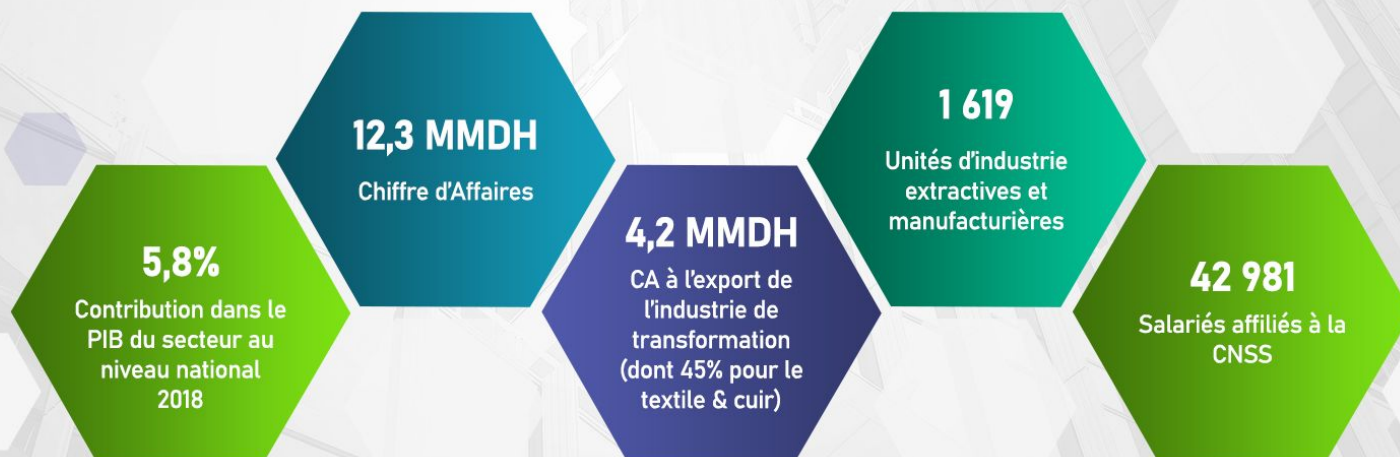 5,8%
Contribution dans le
PIB du secteur au
niveau national
2018
12,3 MMDH
Chiffre d'Affaires
4,2 MMDH
CA à l'export de
l'industrie de
transformation
(dont 45% pour le
textile & cuir)
1 619
Unités d'industrie
extractives et
manufacturières
42 981
Salariés affiliés à la
CNSS